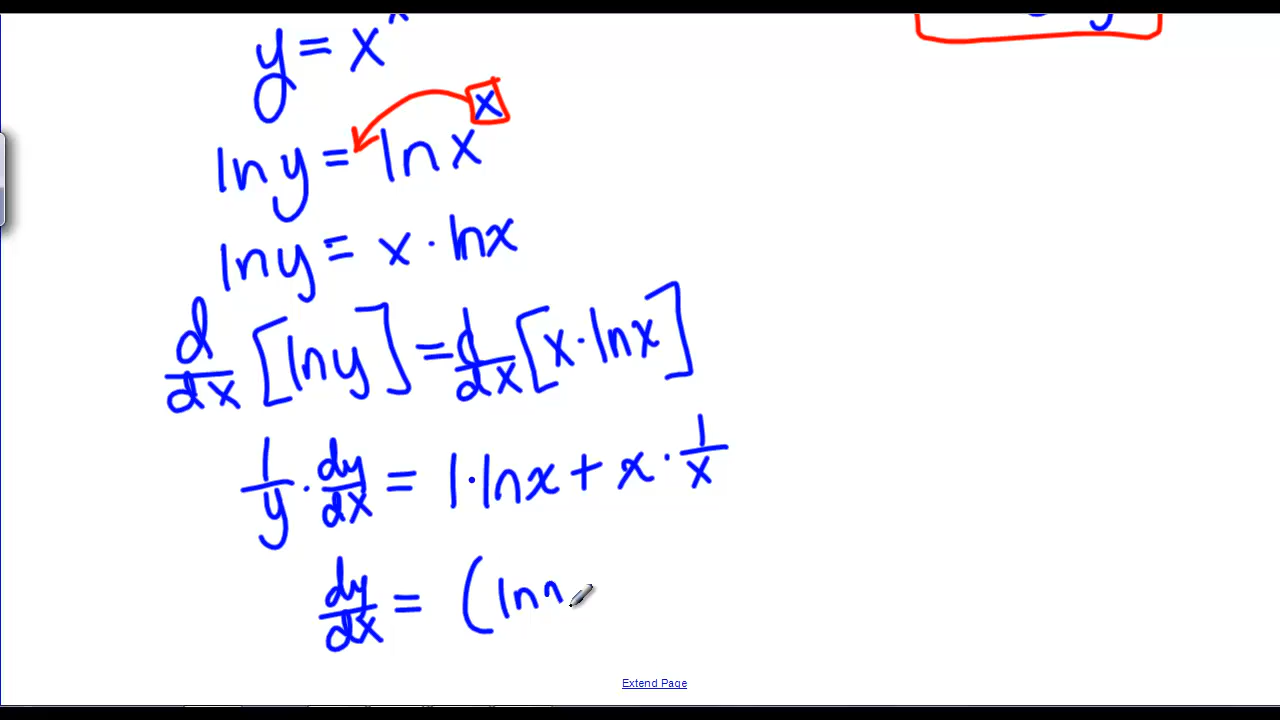 y = x^x
ln y = ln x^x
ln y = x · ln x
d/dx [ln y] = d/dx [x · ln x]
1/y · dy/dx = 1 · ln x + x · 1/x
dy/dx = (ln
Extend Page